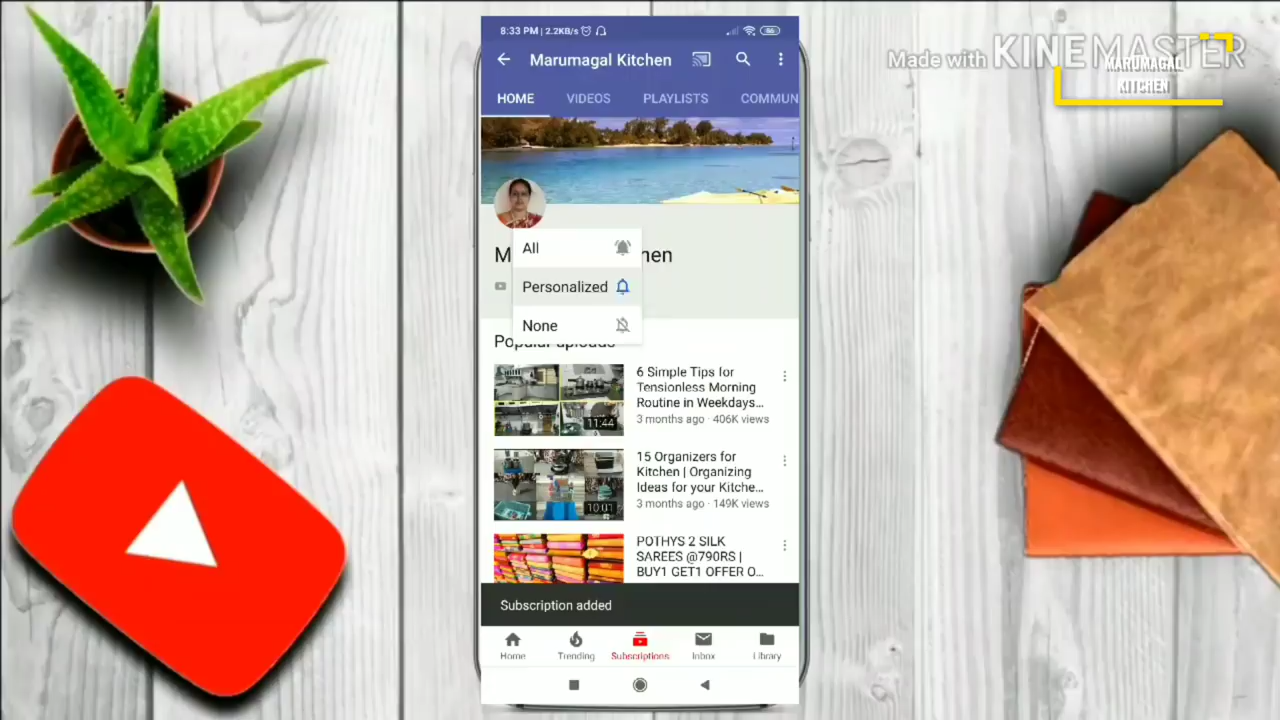 8:33 PM | 2.2KB/s
Marumagal Kitchen
Made with KINEMASTER
MARUMAGAL
KITCHEN
HOME VIDEOS PLAYLISTS COMMUN
All
M hen
Personalized
None
Popular uploads
6 Simple Tips for
Tensionless Morning
Routine in Weekdays...
3 months ago · 406K views
11:44
15 Organizers for
Kitchen | Organizing
Ideas for your Kitche...
3 months ago · 149K views
10:01
POTHYS 2 SILK
SAREES @790RS |
BUY1 GET1 OFFER O...
Subscription added
Home Trending Subscriptions Inbox Library